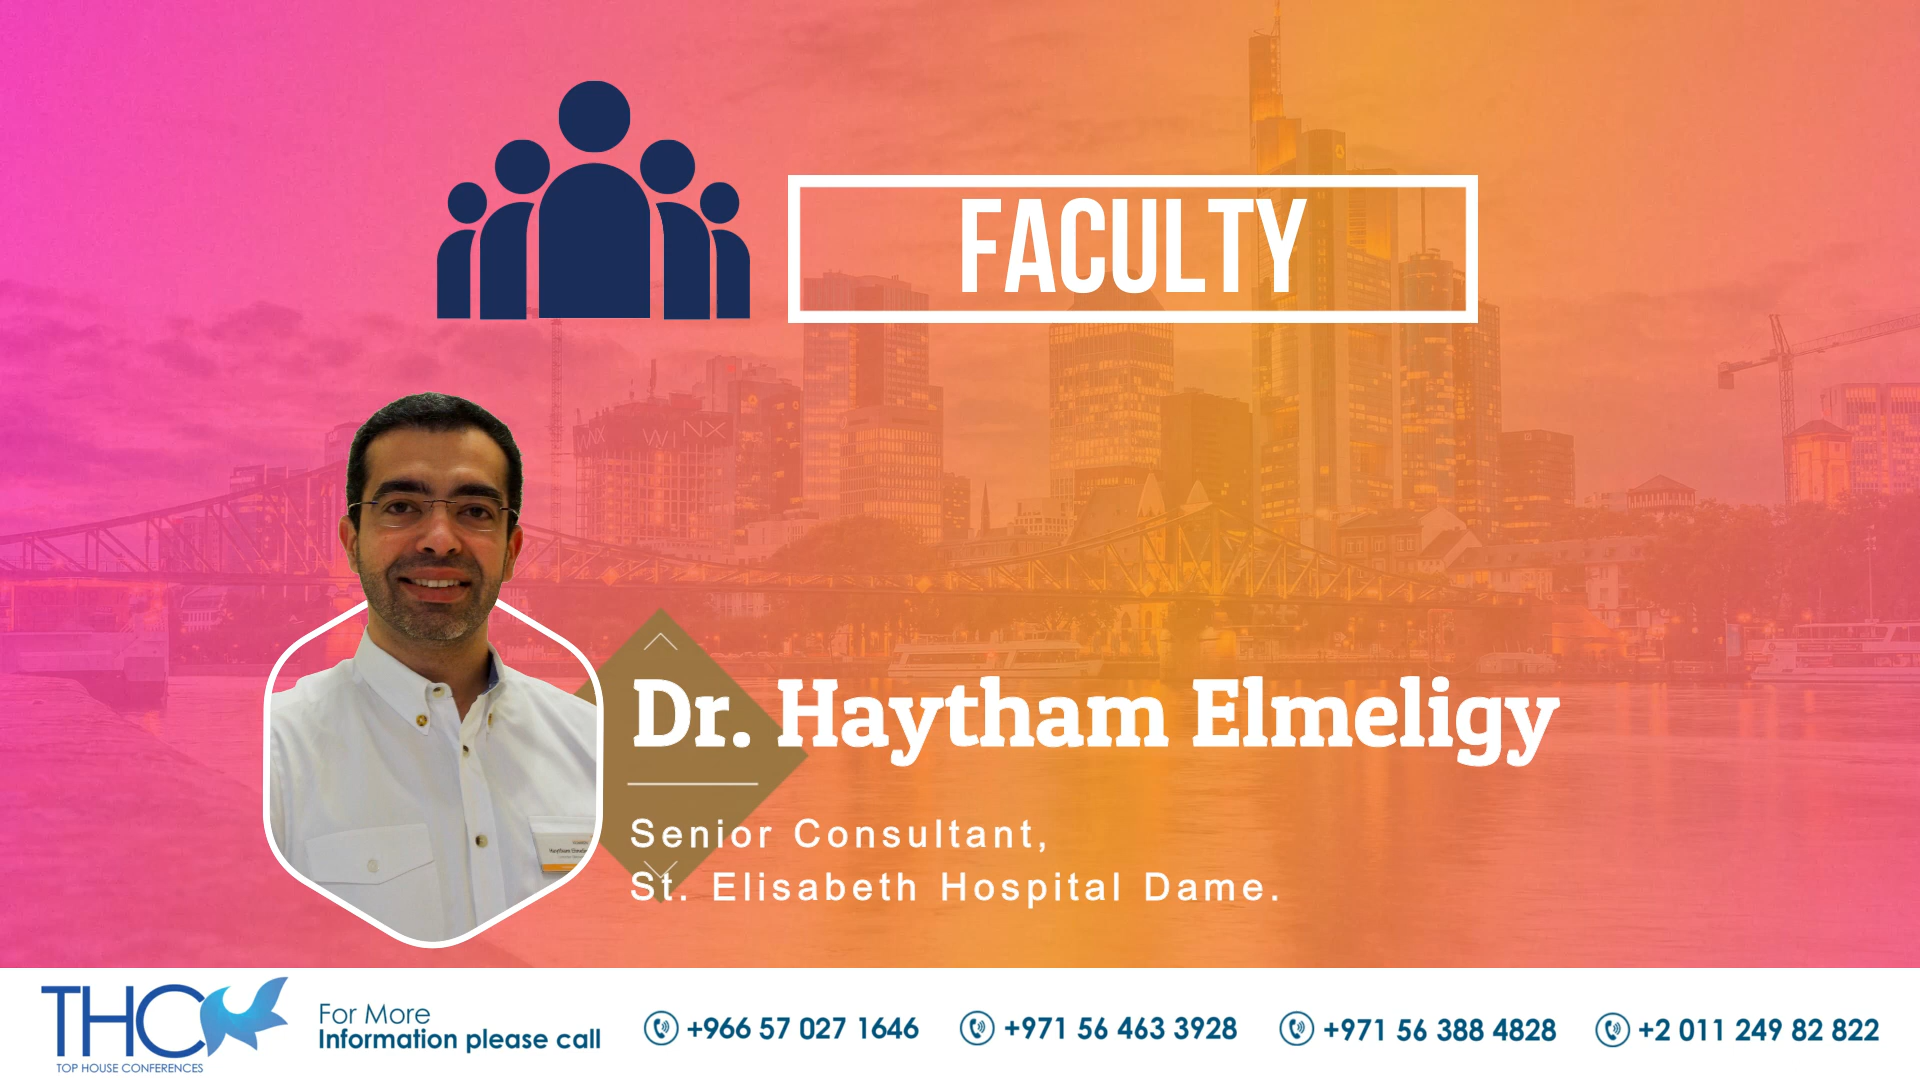 FACULTY
WINX
Dr. Haytham Elmeligy
Senior Consultant,
St. Elisabeth Hospital Dame.
THC
TOP HOUSE CONFERENCES
For More
Information please call
+966 57 027 1646
+971 56 463 3928
+971 56 388 4828
+2 011 249 82 822